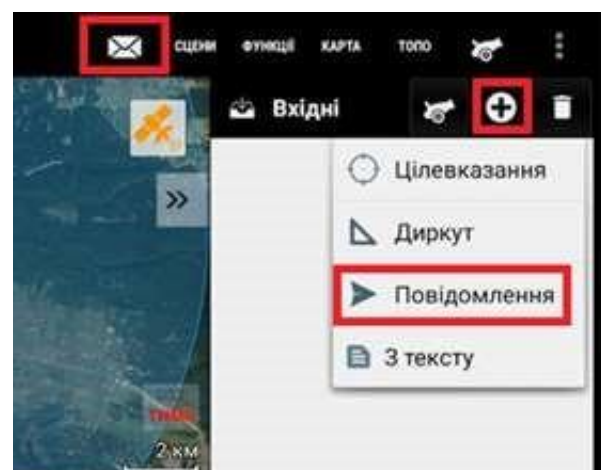 СЦЕНИ ФУНКЦІЇ КАРТА ТОПО
Вхідні
»
Цілевказання
Диркут
Повідомлення
З тексту
2 км